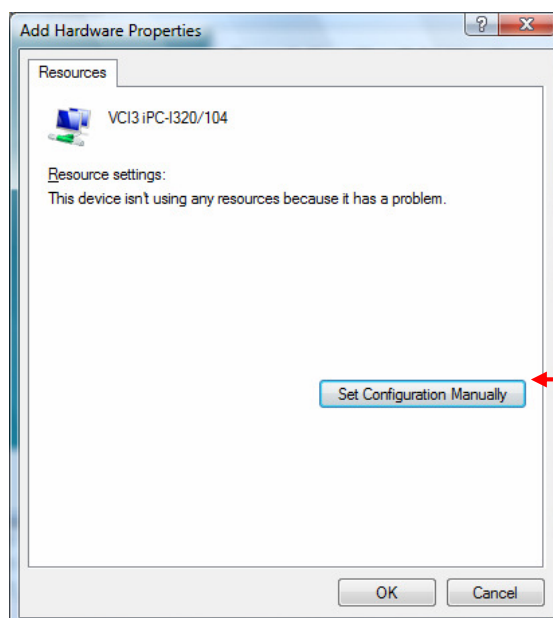 Add Hardware Properties
Resources
VCI3 iPC-I320/104
Resource settings:
This device isn't using any resources because it has a problem.
Set Configuration Manually
OK
Cancel